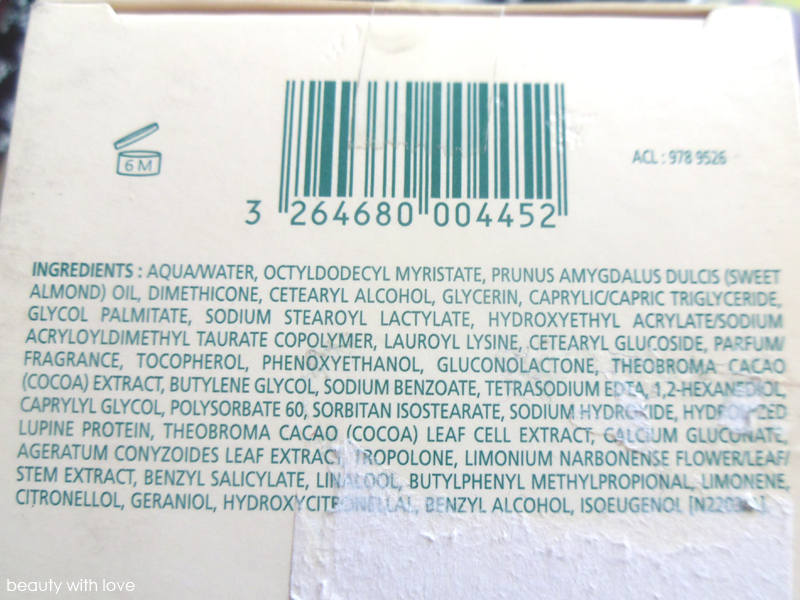 6 M
ACL : 978 9526
3 264680 004452
INGREDIENTS : AQUA/WATER, OCTYLDODECYL MYRISTATE, PRUNUS AMYGDALUS DULCIS (SWEET
ALMOND) OIL, DIMETHICONE, CETEARYL ALCOHOL, GLYCERIN, CAPRYLIC/CAPRIC TRIGLYCERIDE,
GLYCOL PALMITATE, SODIUM STEAROYL LACTYLATE, HYDROXYETHYL ACRYLATE/SODIUM
ACRYLOYLDIMETHYL TAURATE COPOLYMER, LAUROYL LYSINE, CETEARYL GLUCOSIDE, PARFUM/
FRAGRANCE, TOCOPHEROL, PHENOXYETHANOL, GLUCONOLACTONE, THEOBROMA CACAO
(COCOA) EXTRACT, BUTYLENE GLYCOL, SODIUM BENZOATE, TETRASODIUM EDTA, 1,2-HEXANEDIOL,
CAPRYLYL GLYCOL, POLYSORBATE 60, SORBITAN ISOSTEARATE, SODIUM HYDROXIDE, HYDROLYZED
LUPINE PROTEIN, THEOBROMA CACAO (COCOA) LEAF CELL EXTRACT, CALCIUM GLUCONATE,
AGERATUM CONYZOIDES LEAF EXTRACT, TROPOLONE, LIMONIUM NARBONENSE FLOWER/LEAF/
STEM EXTRACT, BENZYL SALICYLATE, LINALOOL, BUTYLPHENYL METHYLPROPIONAL, LIMONENE,
CITRONELLOL, GERANIOL, HYDROXYCITRONELLAL, BENZYL ALCOHOL, ISOEUGENOL
beauty with love